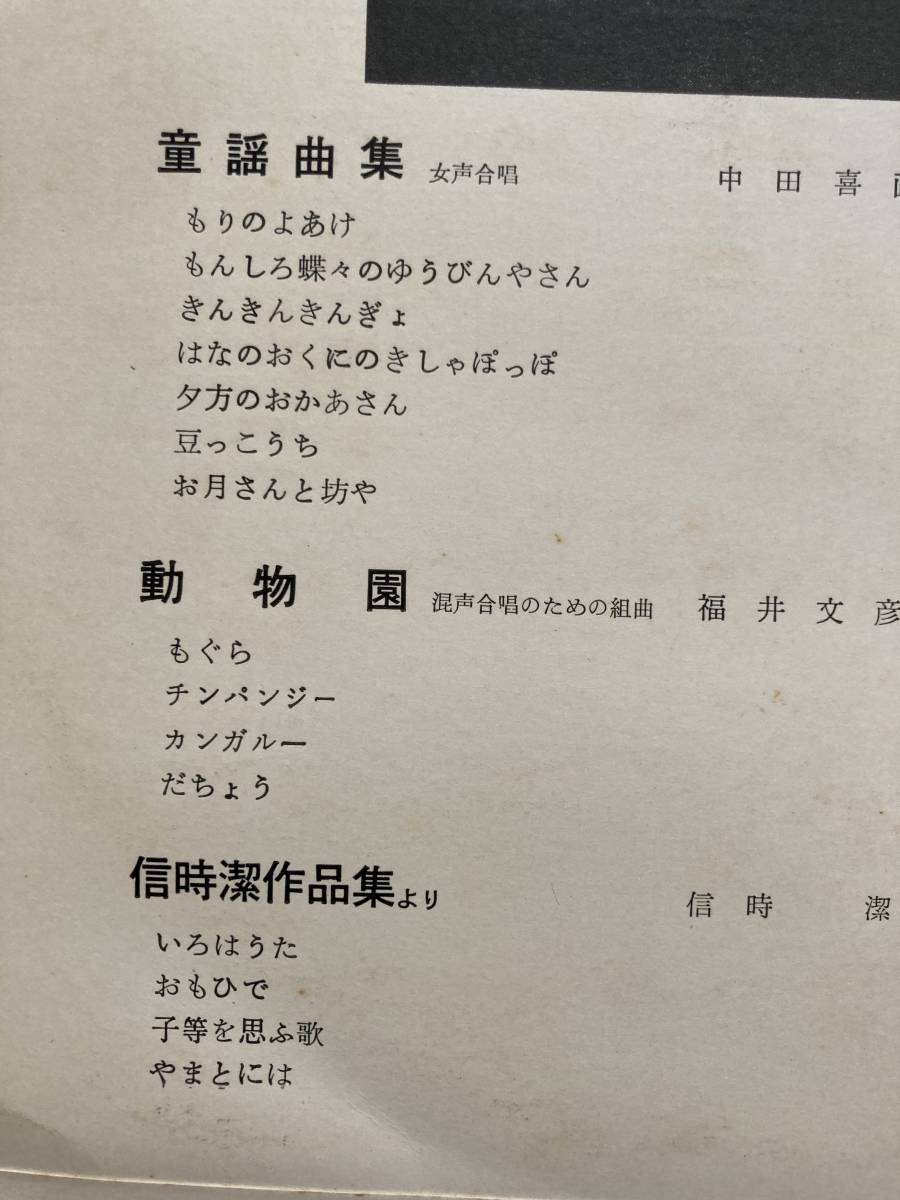 童謡曲集 女声合唱 中田喜
もりのよあけ
もんしろ蝶々のゆうびんやさん
きんきんきんぎょ
はなのおくにのきしゃぽっぽ
夕方のおかあさん
豆っこうち
お月さんと坊や
動物園 混声合唱のための組曲 福井文彦
もぐら
チンパンジー
カンガルー
だちょう
信時潔作品集より 信時 潔
いろはうた
おもひで
子等を思ふ歌
やまとには